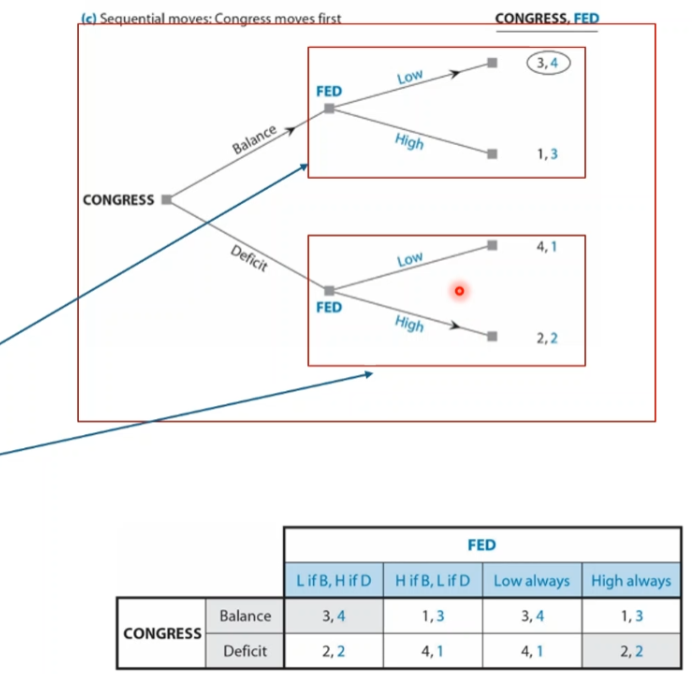 (c) Sequential moves: Congress moves first
CONGRESS, FED
Low
3, 4
FED
Balance
High
1, 3
CONGRESS
Deficit
Low
4, 1
FED
High
2, 2
FED
L if B, H if D H if B, L if D Low always High always
CONGRESS
Balance 3, 4 1, 3 3, 4 1, 3
Deficit 2, 2 4, 1 4, 1 2, 2